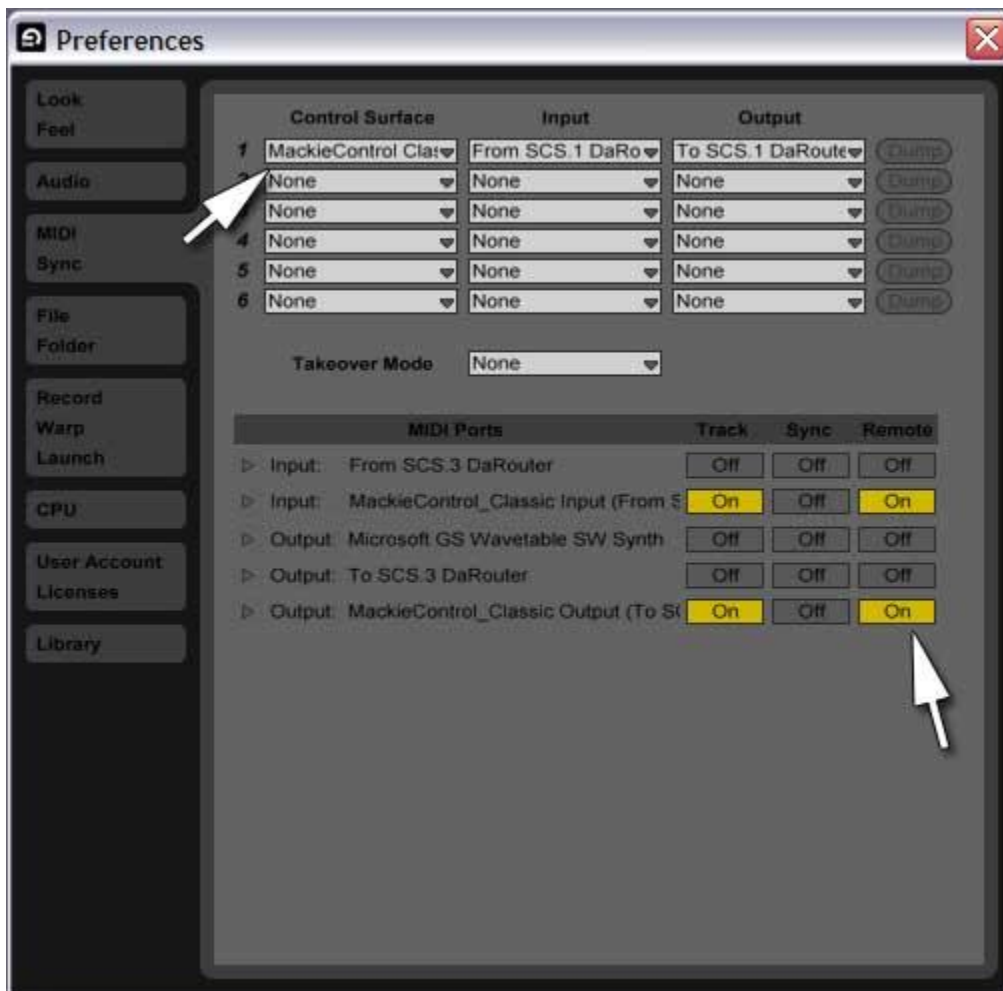 Preferences
Look
Feel
Audio
MIDI
Sync
File
Folder
Record
Warp
Launch
CPU
User Account
Licenses
Library
Control Surface Input Output
1 MackieControl Clas From SCS.1 DaRo To SCS.1 DaRoute Dump
None None None Dump
None None None Dump
4 None None None Dump
5 None None None Dump
6 None None None Dump
Takeover Mode None
MIDI Ports Track Sync Remote
Input: From SCS.3 DaRouter Off Off Off
Input: MackieControl_Classic Input (From S On Off On
Output: Microsoft GS Wavetable SW Synth Off Off Off
Output: To SCS.3 DaRouter Off Off Off
Output: MackieControl_Classic Output (To SC On Off On